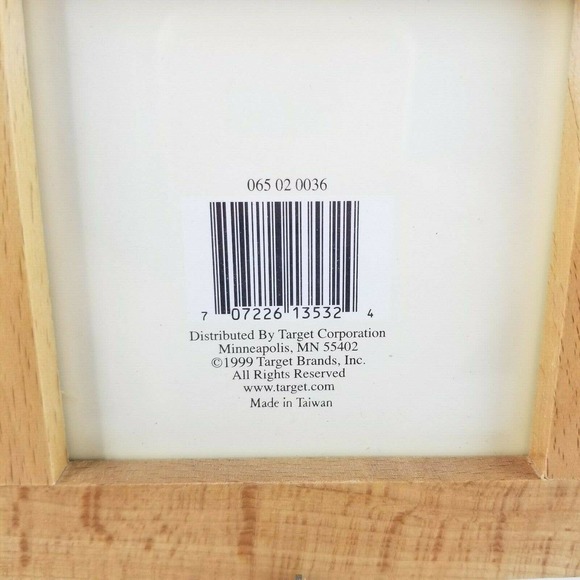 065 02 0036
7 07226 13532 4
Distributed By Target Corporation
Minneapolis, MN 55402
©1999 Target Brands, Inc.
All Rights Reserved
www.target.com
Made in Taiwan